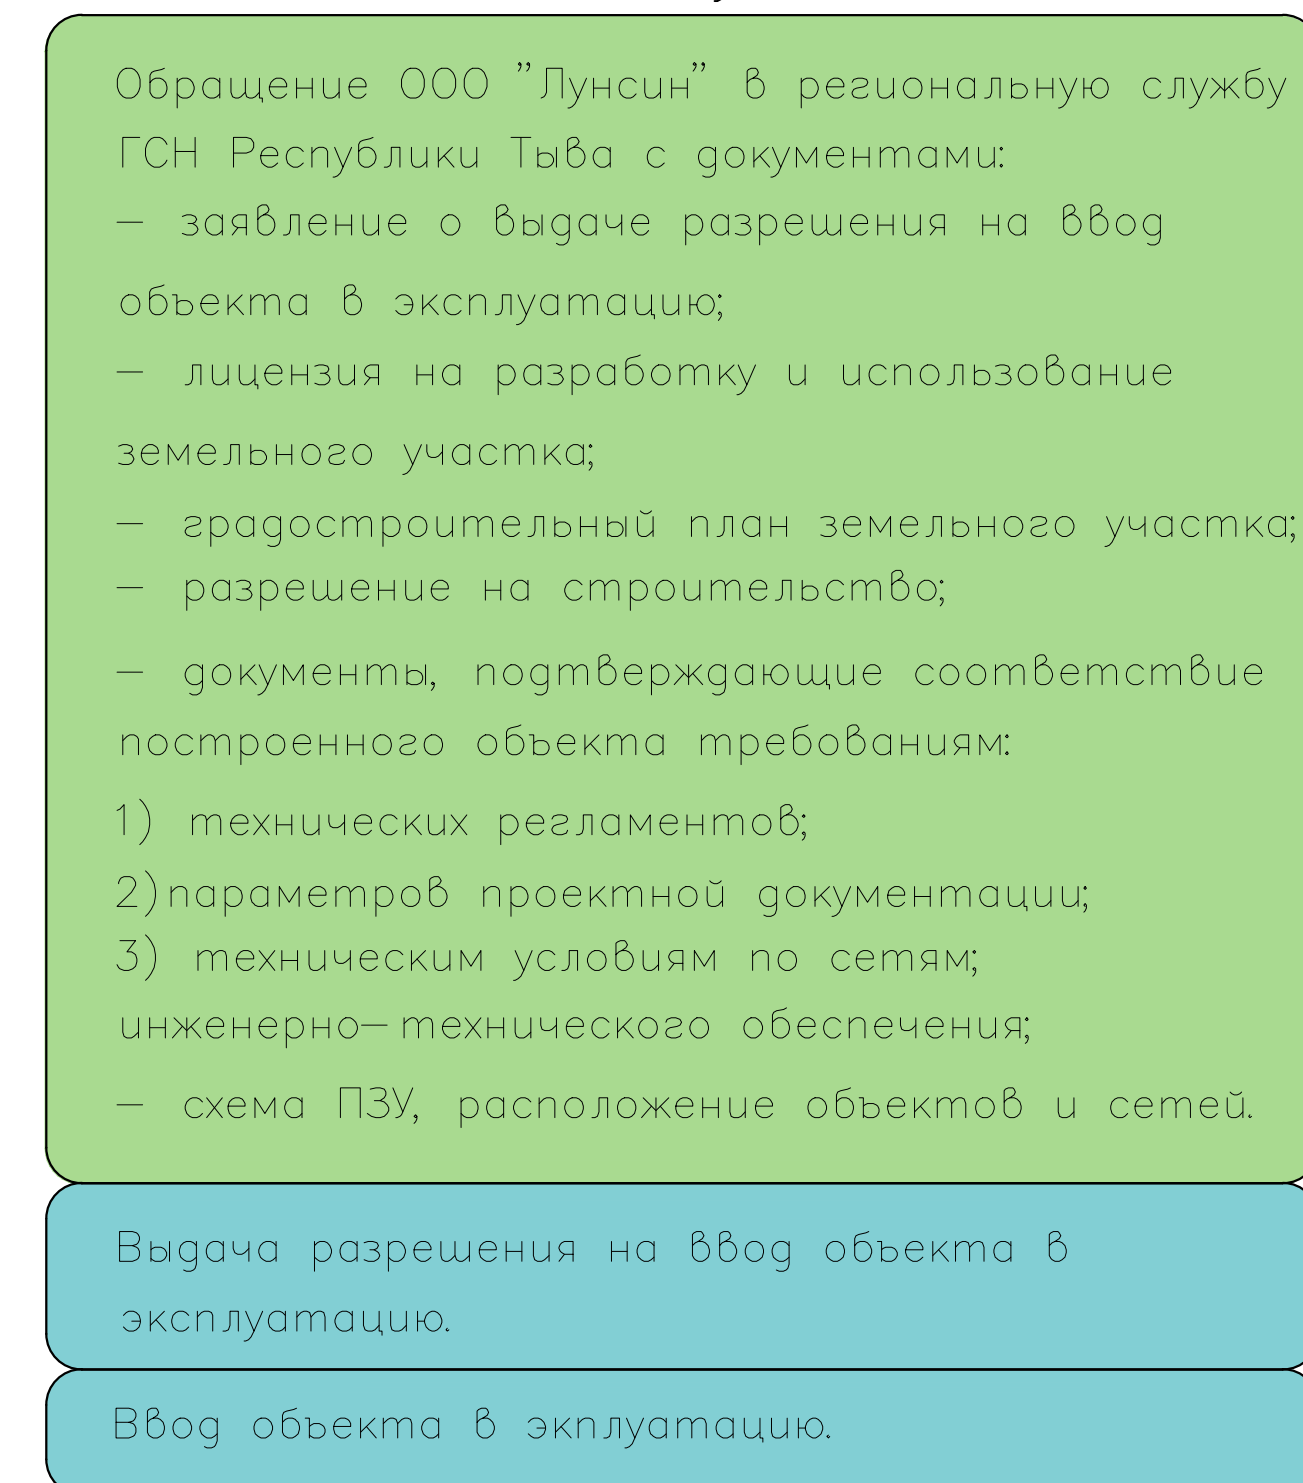 Обращение ООО "Лунсин" в региональную службу
ГСН Республики Тыва с документами:
— заявление о выдаче разрешения на ввод
объекта в эксплуатацию;
— лицензия на разработку и использование
земельного участка;
— градостроительный план земельного участка;
— разрешение на строительство;
— документы, подтверждающие соответствие
построенного объекта требованиям:
1) технических регламентов;
2)параметров проектной документации;
3) техническим условиям по сетям;
инженерно—технического обеспечения;
— схема ПЗУ, расположение объектов и сетей.
Выдача разрешения на ввод объекта в
эксплуатацию.
Ввод объекта в экплуатацию.